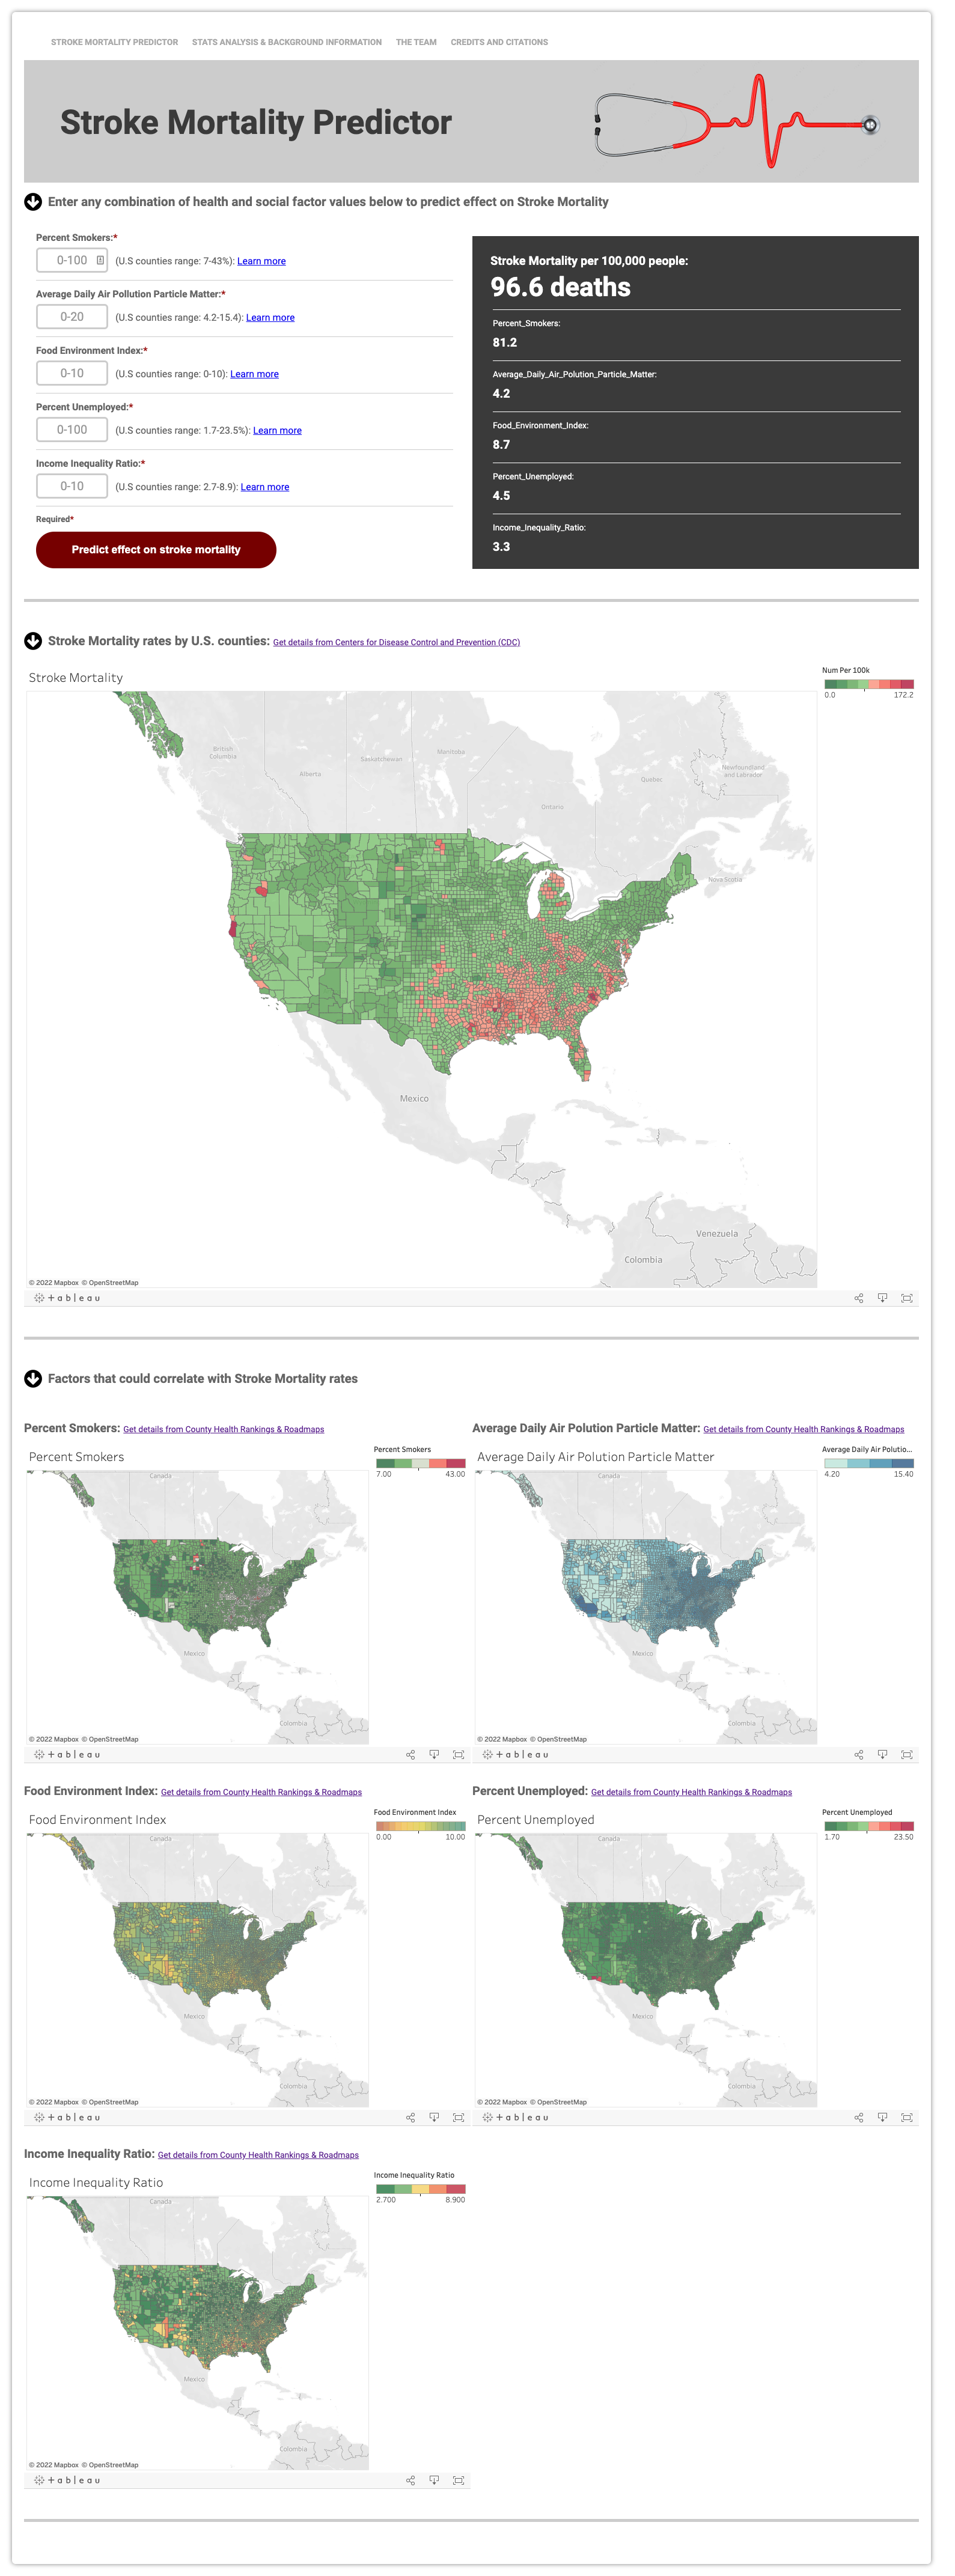 STROKE MORTALITY PREDICTOR STATS ANALYSIS & BACKGROUND INFORMATION THE TEAM CREDITS AND CITATIONS
Stroke Mortality Predictor
Enter any combination of health and social factor values below to predict effect on Stroke Mortality
Percent Smokers:*
0-100 (U.S counties range: 7-43%): Learn more
Average Daily Air Pollution Particle Matter:*
0-20 (U.S counties range: 4.2-15.4): Learn more
Food Environment Index:*
0-10 (U.S counties range: 0-10): Learn more
Percent Unemployed:*
0-100 (U.S counties range: 1.7-23.5%): Learn more
Income Inequality Ratio:*
0-10 (U.S counties range: 2.7-8.9): Learn more
Required*
Predict effect on stroke mortality
Stroke Mortality per 100,000 people:
96.6 deaths
Percent_Smokers:
81.2
Average_Daily_Air_Polution_Particle_Matter:
4.2
Food_Environment_Index:
8.7
Percent_Unemployed:
4.5
Income_Inequality_Ratio:
3.3
Stroke Mortality rates by U.S. counties: Get details from Centers for Disease Control and Prevention (CDC)
Stroke Mortality
Num Per 100k
0.0 172.2
British
Columbia
Alberta
Saskatchewan
Manitoba
Ontario
Quebec
Newfoundland
and Labrador
Nova Scotia
Mexico
Venezuela
Colombia
© 2022 Mapbox © OpenStreetMap
+ableau
Factors that could correlate with Stroke Mortality rates
Percent Smokers: Get details from County Health Rankings & Roadmaps
Percent Smokers
Percent Smokers
7.00 43.00
Canada
Mexico
Colombia
© 2022 Mapbox © OpenStreetMap
+ableau
Average Daily Air Polution Particle Matter: Get details from County Health Rankings & Roadmaps
Average Daily Air Polution Particle Matter
Average Daily Air Polutio...
4.20 15.40
Canada
Mexico
Colombia
© 2022 Mapbox © OpenStreetMap
+ableau
Food Environment Index: Get details from County Health Rankings & Roadmaps
Food Environment Index
Food Environment Index
0.00 10.00
Canada
Mexico
Colombia
© 2022 Mapbox © OpenStreetMap
+ableau
Percent Unemployed: Get details from County Health Rankings & Roadmaps
Percent Unemployed
Percent Unemployed
1.70 23.50
Canada
Mexico
Colombia
© 2022 Mapbox © OpenStreetMap
+ableau
Income Inequality Ratio: Get details from County Health Rankings & Roadmaps
Income Inequality Ratio
Income Inequality Ratio
2.700 8.900
Canada
Mexico
Colombia
© 2022 Mapbox © OpenStreetMap
+ableau